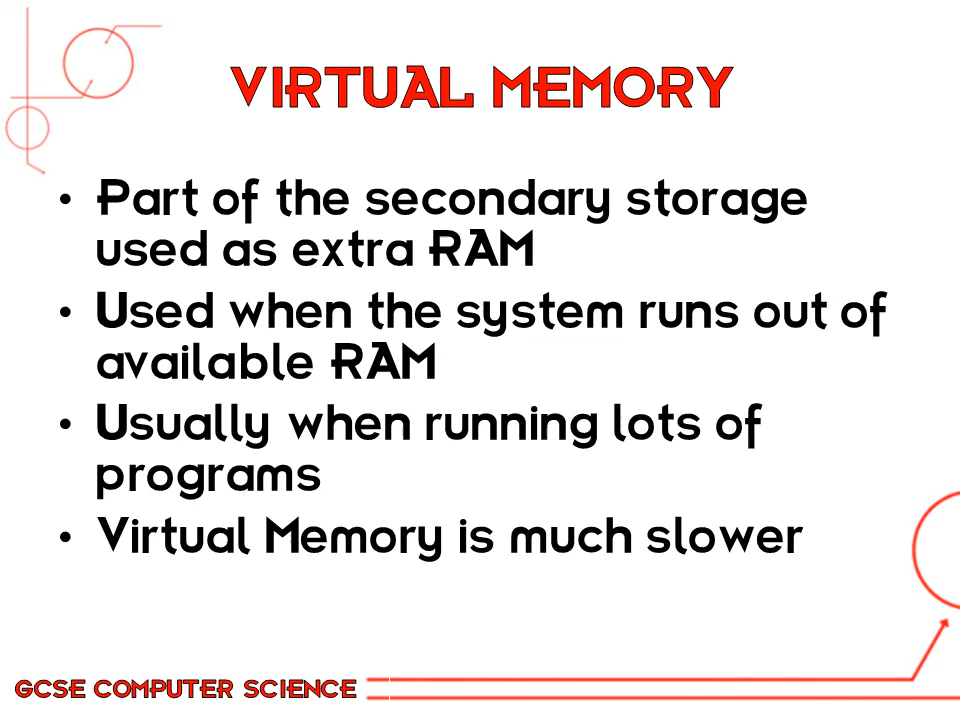 VIRTUAL MEMORY
• Part of the secondary storage
used as extra RAM
• Used when the system runs out of
available RAM
• Usually when running lots of
programs
• Virtual Memory is much slower
GCSE COMPUTER SCIENCE